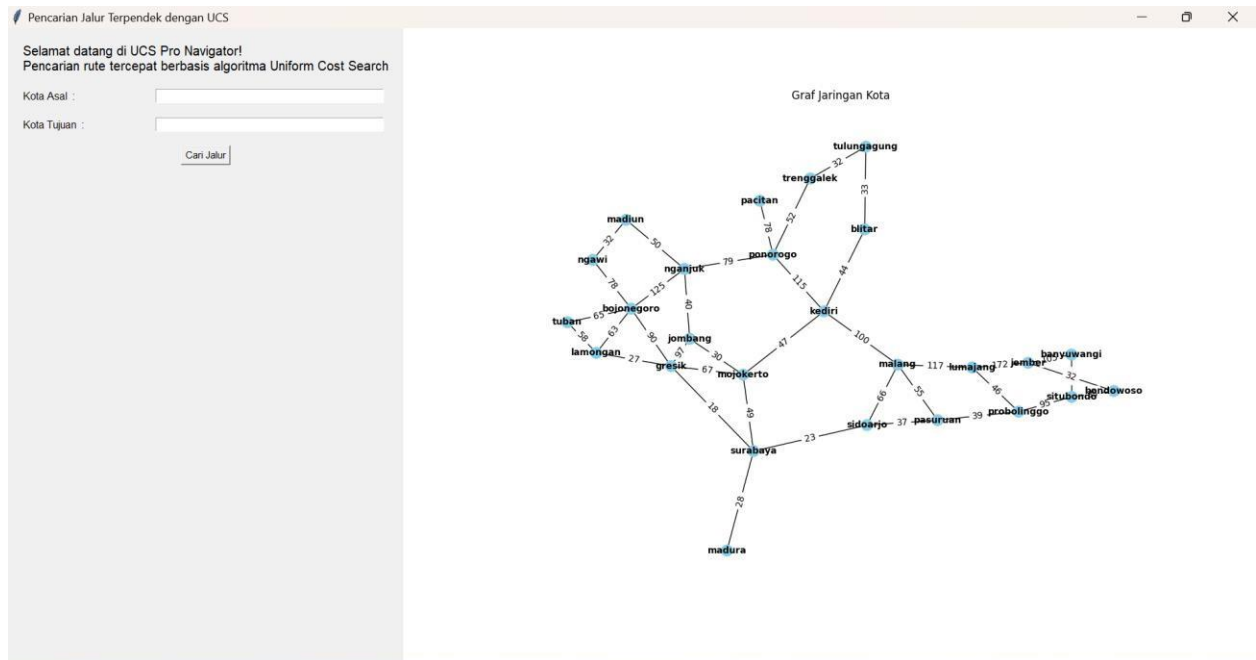 Pencarian Jalur Terpendek dengan UCS
Selamat datang di UCS Pro Navigator!
Pencarian rute tercepat berbasis algoritma Uniform Cost Search
Kota Asal :
Kota Tujuan :
Cari Jalur
Graf Jaringan Kota
tulungagung
32
trenggalek
33
pacitan
52
madiun
78
blitar
32
50
ngawi
79
ponorogo
nganjuk
44
78
125
115
40
bojonegoro
kediri
tuban
65
58
63
90
jombang
47
100
lamongan
27
97
30
banyuwangi
gresik
67
mojokerto
malang
117
lumajang
172
jember
32
66
55
46
bondowoso
situbondo
18
49
95
probolinggo
39
pasuruan
37
sidoarjo
23
surabaya
28
madura